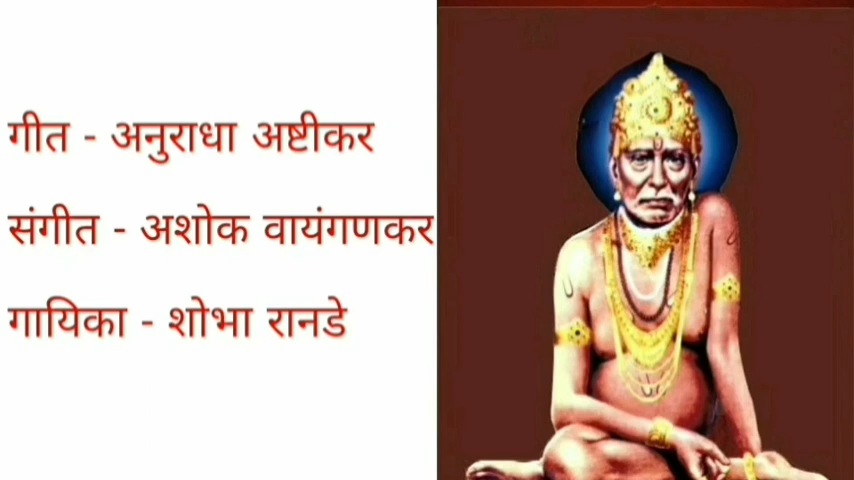 गीत - अनुराधा अष्टीकर
संगीत - अशोक वायंगणकर
गायिका - शोभा रानडे